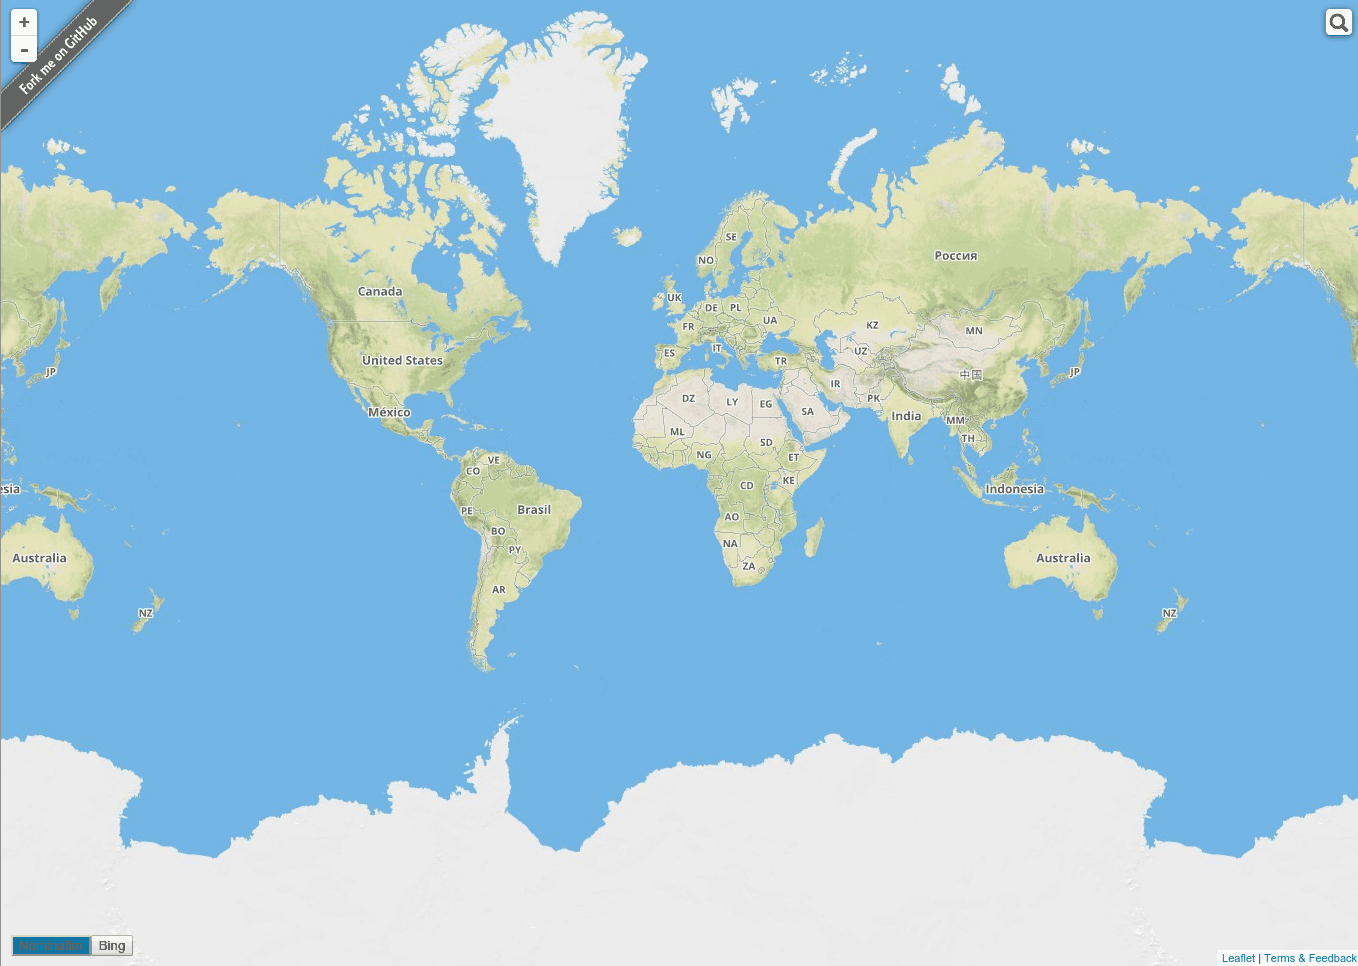 +
-
Fork me on GitHub
SE
NO
Россия
Canada
UK
DE
PL
UA
KZ
MN
FR
United States
ES
IT
TR
UZ
中国
JP
JP
IR
PK
DZ
LY
EG
SA
India
MM
México
ML
SD
TH
NG
ET
VE
CO
CD
KE
esia
Indonesia
PE
Brasil
AO
BO
NA
PY
Australia
ZA
Australia
AR
NZ
NZ
Nominatim
Bing
Leaflet | Terms & Feedback